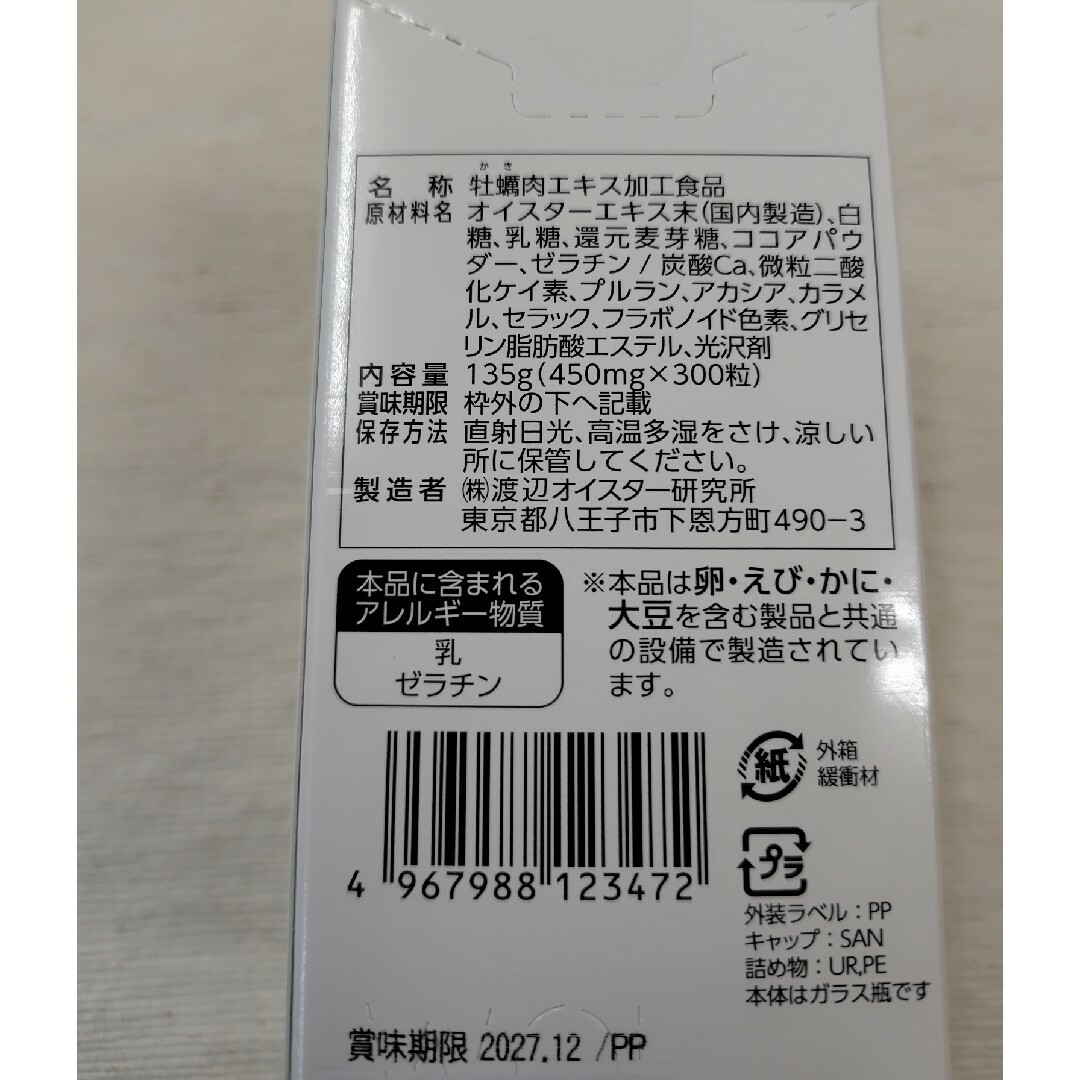 かき
名称 牡蠣肉エキス加工食品
原材料名 オイスターエキス末(国内製造)、白
糖、乳糖、還元麦芽糖、ココアパウ
ダー、ゼラチン / 炭酸Ca、微粒二酸
化ケイ素、プルラン、アカシア、カラメ
ル、セラック、フラボノイド色素、グリセ
リン脂肪酸エステル、光沢剤
内容量 135g(450mg×300粒)
賞味期限 枠外の下へ記載
保存方法 直射日光、高温多湿をさけ、涼しい
所に保管してください。
製造者 ㈱渡辺オイスター研究所
東京都八王子市下恩方町490−3
本品に含まれる
アレルギー物質
乳
ゼラチン
※本品は卵・えび・かに・
大豆を含む製品と共通
の設備で製造されてい
ます。
4 967988 123472
紙
外箱
緩衝材
プラ
外装ラベル：PP
キャップ：SAN
詰め物：UR,PE
本体はガラス瓶です
賞味期限 2027.12 /PP